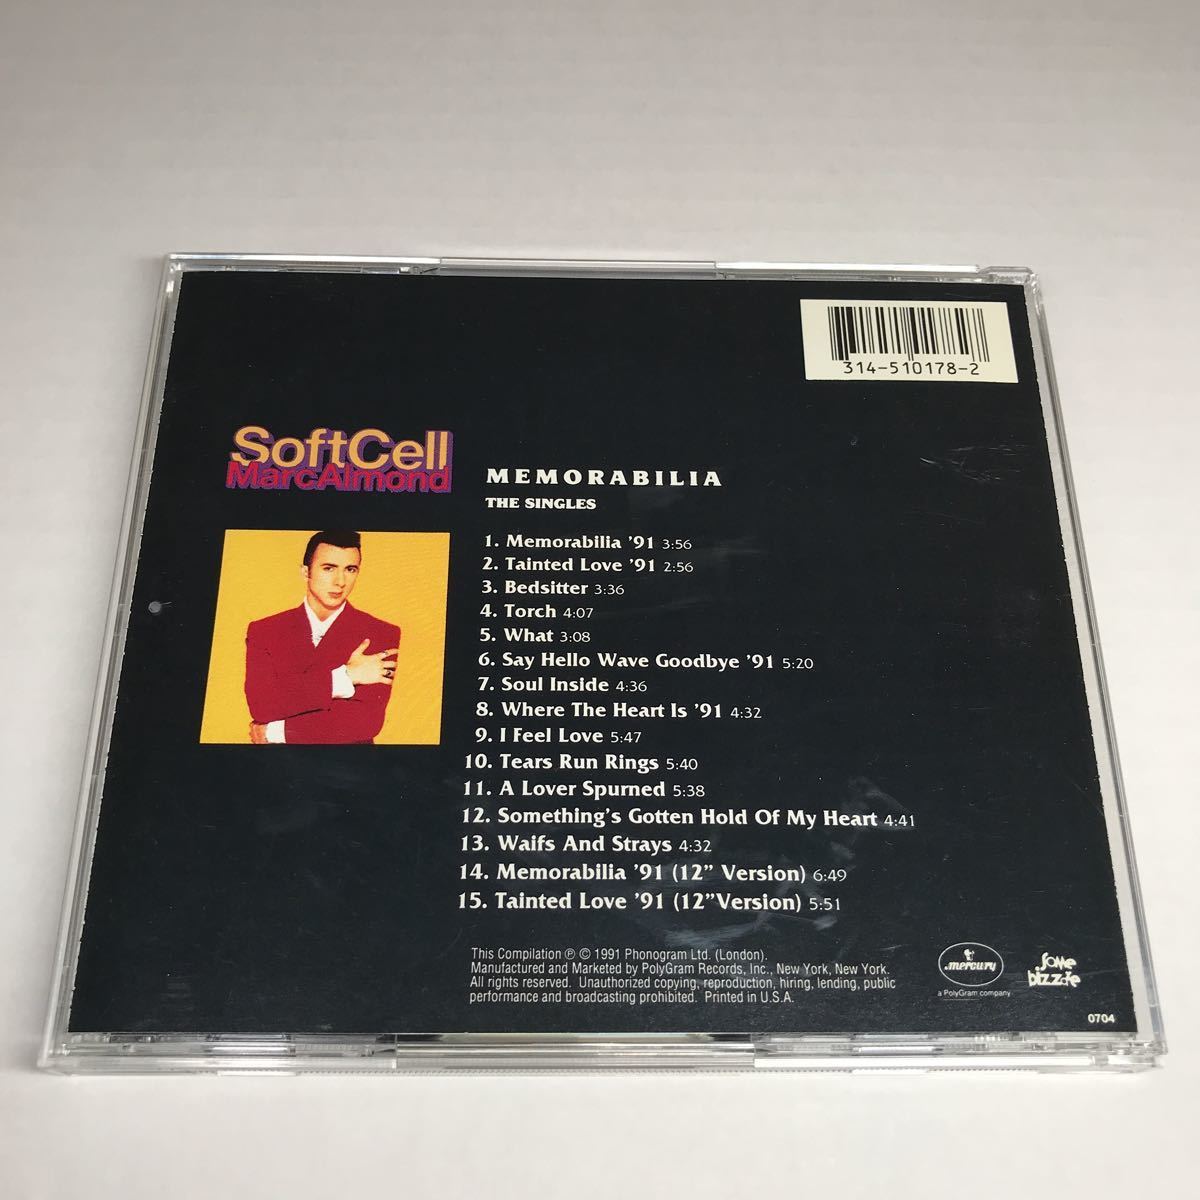 314-510178-2
SoftCell
MarcAlmond
MEMORABILIA
THE SINGLES
1. Memorabilia '91 3:56
2. Tainted Love '91 2:56
3. Bedsitter 3:36
4. Torch 4:07
5. What 3:08
6. Say Hello Wave Goodbye '91 5:20
7. Soul Inside 4:36
8. Where The Heart Is '91 4:32
9. I Feel Love 5:47
10. Tears Run Rings 5:40
11. A Lover Spurned 5:38
12. Something's Gotten Hold Of My Heart 4:41
13. Waifs And Strays 4:32
14. Memorabilia '91 (12" Version) 6:49
15. Tainted Love '91 (12"Version) 5:51
This Compilation ℗ © 1991 Phonogram Ltd. (London).
Manufactured and Marketed by PolyGram Records, Inc., New York, New York.
All rights reserved. Unauthorized copying, reproduction, hiring, lending, public
performance and broadcasting prohibited. Printed in U.S.A.
mercury
a PolyGram company
.some
bizzare
0704